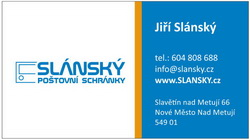 SLÁNSKÝ
POŠTOVNÍ SCHRÁNKY
Jiří Slánský
tel.: 604 808 688
info@slansky.cz
www.SLANSKY.cz
Slavětín nad Metují 66
Nové Město Nad Metují
549 01